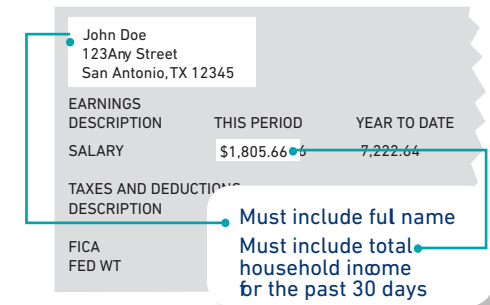 John Doe
123Any Street
San Antonio, TX 12345
EARNINGS
DESCRIPTION THIS PERIOD YEAR TO DATE
SALARY $1,805.66 7,222.64
TAXES AND DEDUCTIONS
DESCRIPTION
FICA
FED WT
Must include full name
Must include total
household income
for the past 30 days